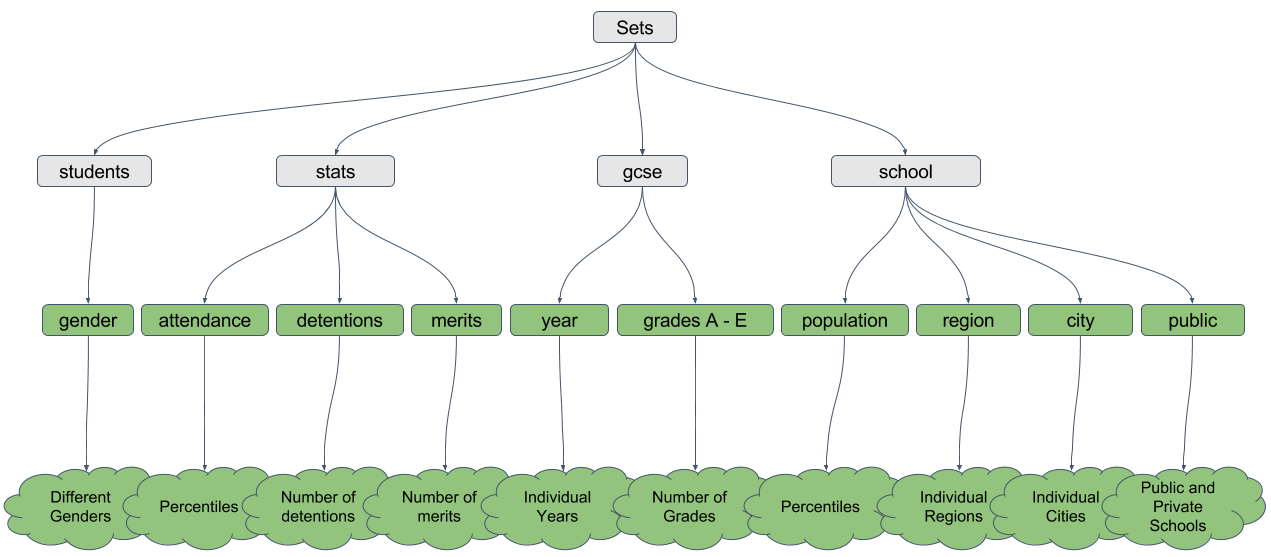 Sets
students
stats
gcse
school
gender
attendance
detentions
merits
year
grades A - E
population
region
city
public
Different
Genders
Percentiles
Number of
detentions
Number of
merits
Individual
Years
Number of
Grades
Percentiles
Individual
Regions
Individual
Cities
Public and
Private
Schools